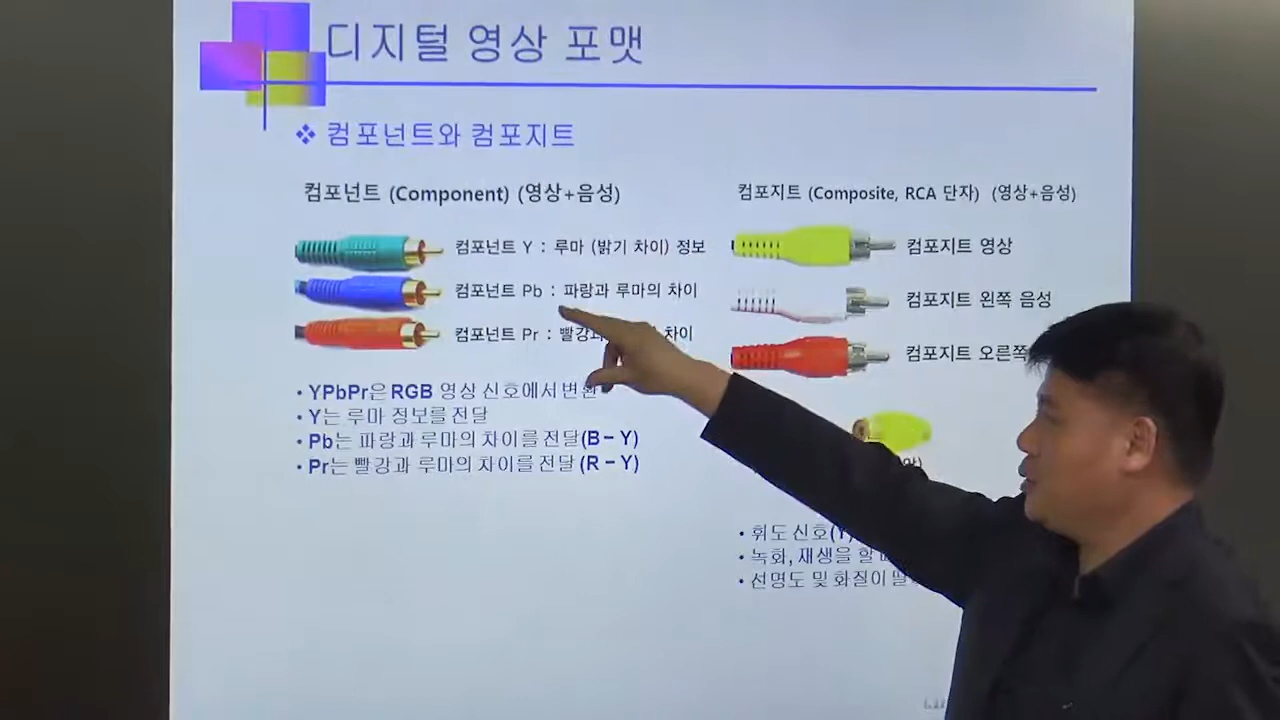 디지털 영상 포맷
❖ 컴포넌트와 컴포지트
컴포넌트 (Component) (영상+음성)
컴포넌트 Y : 루마 (밝기 차이) 정보
컴포넌트 Pb : 파랑과 루마의 차이
컴포넌트 Pr : 빨강과 차이
• YPbPr은 RGB 영상 신호에서 변환
• Y는 루마 정보를 전달
• Pb는 파랑과 루마의 차이를 전달(B – Y)
• Pr는 빨강과 루마의 차이를 전달 (R – Y)
컴포지트 (Composite, RCA 단자) (영상+음성)
컴포지트 영상
컴포지트 왼쪽 음성
컴포지트 오른쪽
• 휘도 신호(Y)
• 녹화, 재생을 할
• 선명도 및 화질이